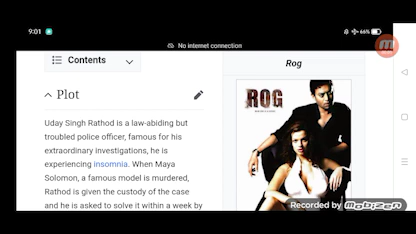 9:01
66%
No internet connection
Contents
Rog
Plot
ROG
Uday Singh Rathod is a law-abiding but
troubled police officer, famous for his
extraordinary investigations, he is
experiencing insomnia. When Maya
Solomon, a famous model is murdered,
Rathod is given the custody of the case
and he is asked to solve it within a week by
Recorded by mobizen